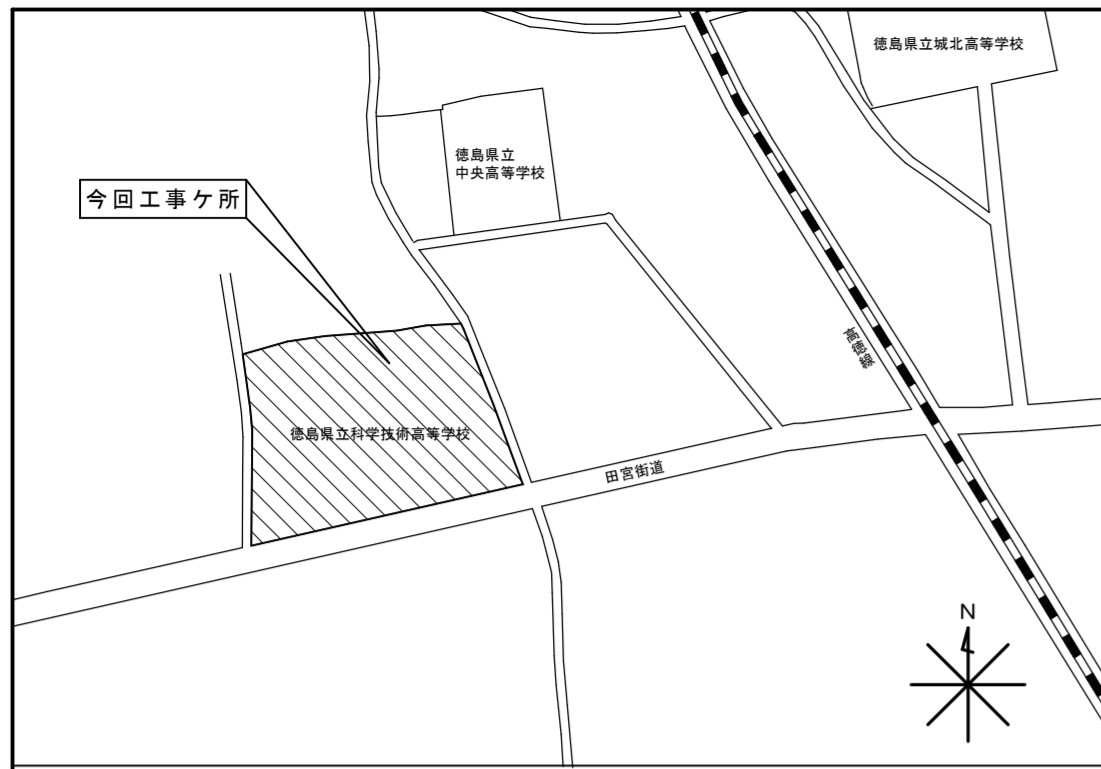 徳島県立城北高等学校
徳島県立
中央高等学校
今回工事ケ所
高徳線
徳島県立科学技術高等学校
田宮街道
N